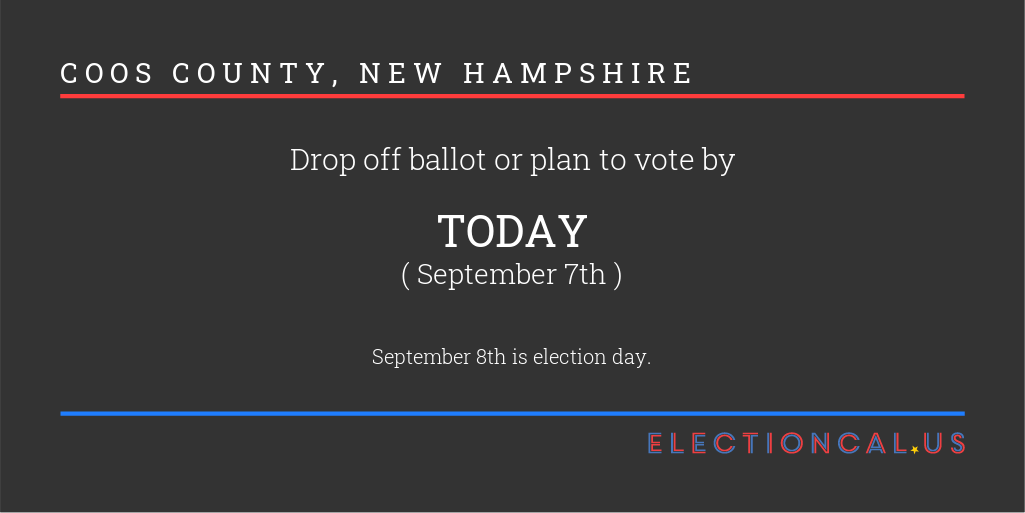 COOS COUNTY, NEW HAMPSHIRE
Drop off ballot or plan to vote by
TODAY
( September 7th )
September 8th is election day.
ELECTIONCAL.US